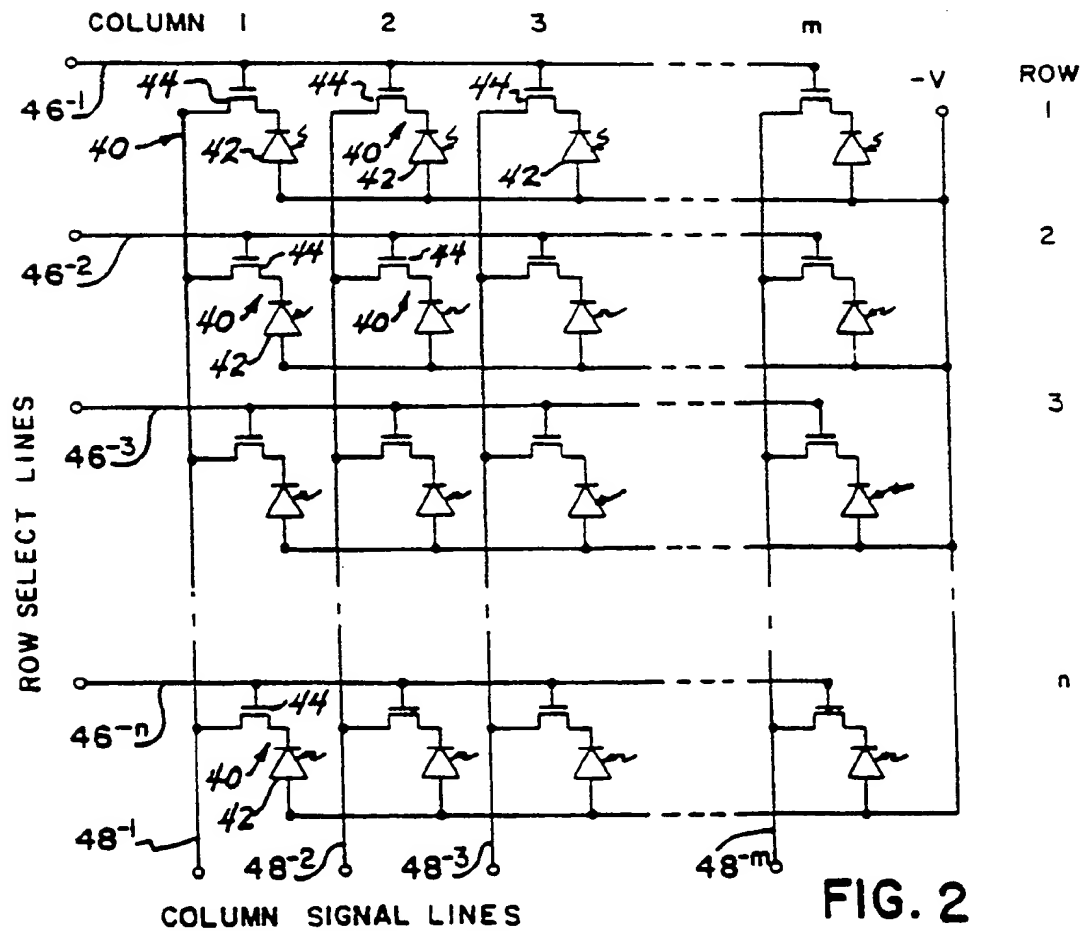 COLUMN 1 2 3 m
-V ROW
46-1 44 44 44 1
40 42 40 42 42
2
46-2 44 44
40 42 40
3
46-3
ROW SELECT LINES
n
46-n 44
40 42
48-1 48-2 48-3 48-m
COLUMN SIGNAL LINES
FIG. 2